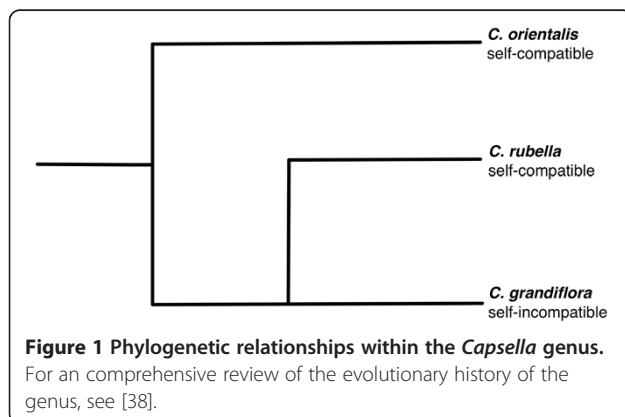 C. orientalis
self-compatible
C. rubella
self-compatible
C. grandiflora
self-incompatible
Figure 1 Phylogenetic relationships within the Capsella genus.
For an comprehensive review of the evolutionary history of the
genus, see [38].